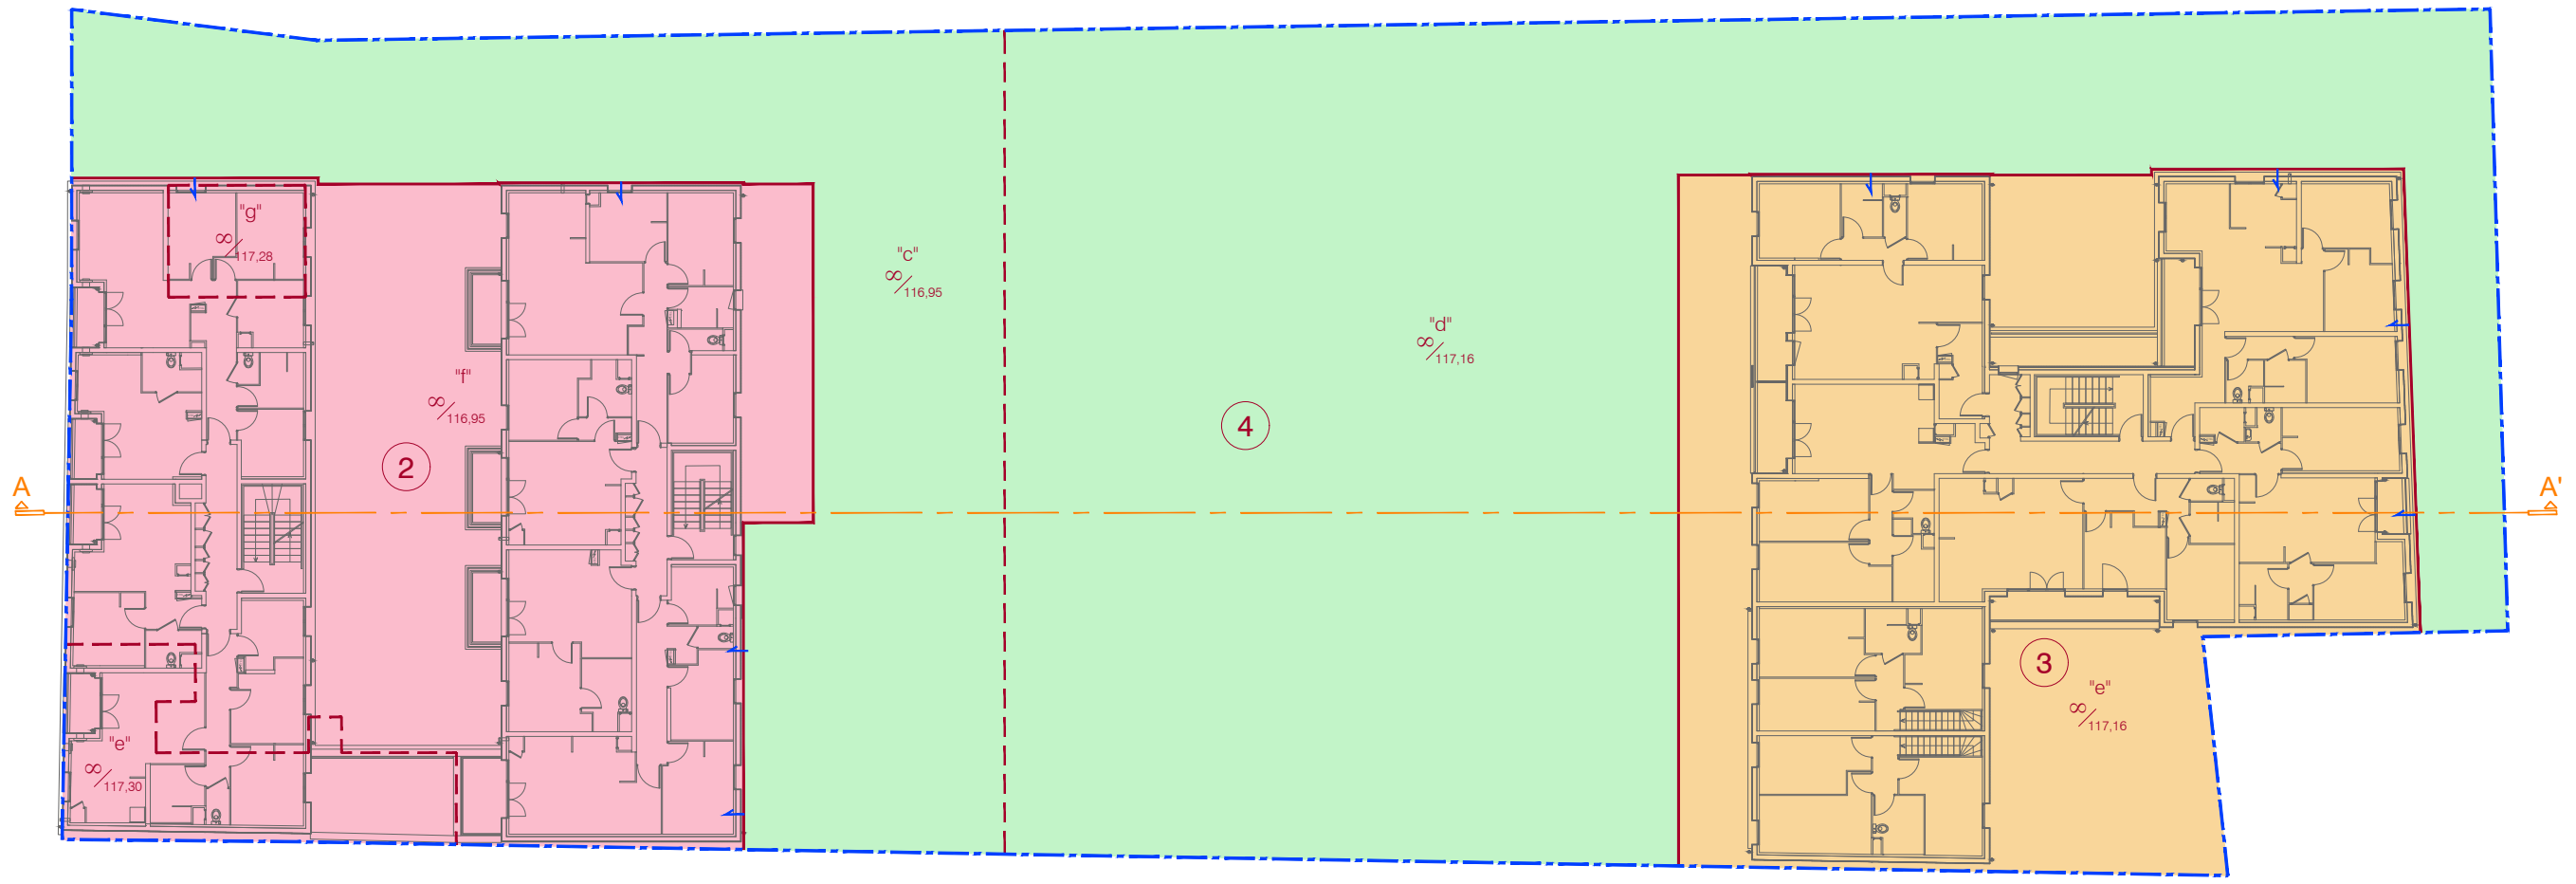 "g"
∞/117,28
"c"
∞/116,95
"d"
∞/117,16
"f"
∞/116,95
4
2
A
A'
3
"e"
∞/117,16
"e"
∞/117,30